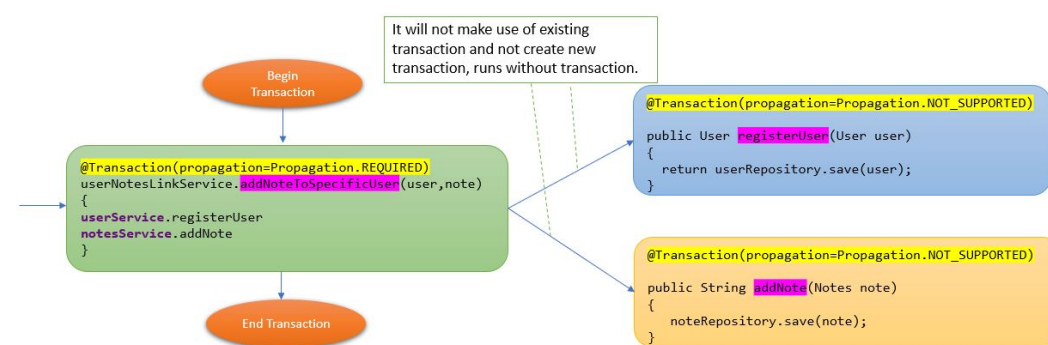 It will not make use of existing
transaction and not create new
transaction, runs without transaction.
Begin
Transaction
@Transaction(propagation=Propagation.REQUIRED)
userNotesLinkService.addNoteToSpecificUser(user,note)
{
userService.registerUser
notesService.addNote
}
End Transaction
@Transaction(propagation=Propagation.NOT_SUPPORTED)
public User registerUser(User user)
{
return userRepository.save(user);
}
@Transaction(propagation=Propagation.NOT_SUPPORTED)
public String addNote(Notes note)
{
noteRepository.save(note);
}